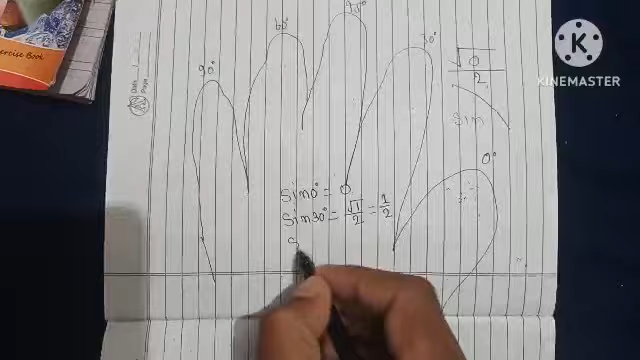 Exercise Book
Date
Page
90°
60°
45°
30°
0°
√0
2
Sin
Sin0° = 0
Sin30° = √1/2 = 1/2
S
KINEMASTER